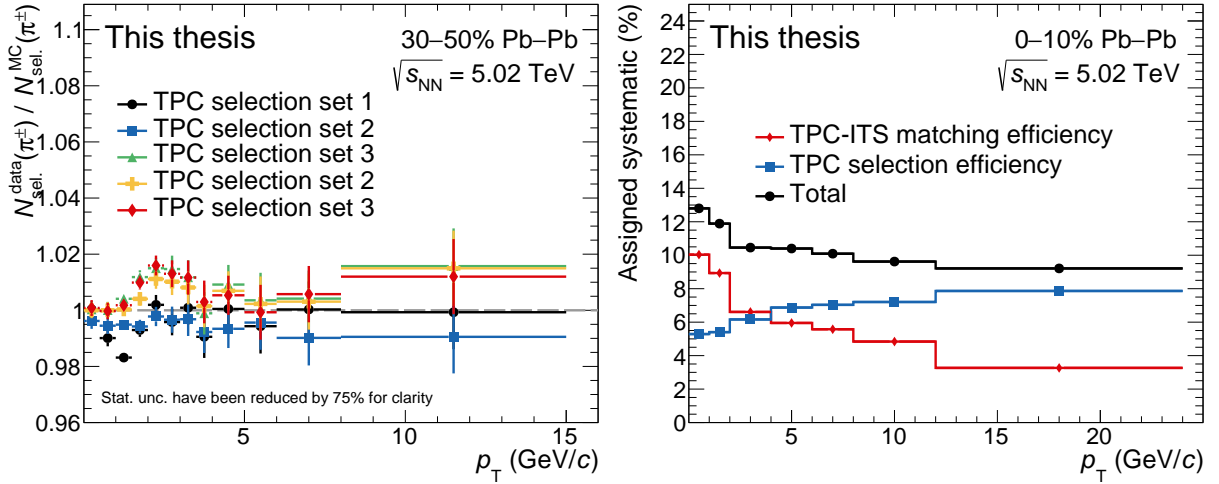 This thesis
30–50% Pb–Pb
√sNN = 5.02 TeV
TPC selection set 1
TPC selection set 2
TPC selection set 3
TPC selection set 2
TPC selection set 3
Stat. unc. have been reduced by 75% for clarity
Nsel.data(π±) / Nsel.MC(π±)
1.1
1.08
1.06
1.04
1.02
1
0.98
0.96
5
10
15
pT (GeV/c)
This thesis
0–10% Pb–Pb
√sNN = 5.02 TeV
TPC-ITS matching efficiency
TPC selection efficiency
Total
Assigned systematic (%)
24
22
20
18
16
14
12
10
8
6
4
2
0
5
10
15
20
pT (GeV/c)